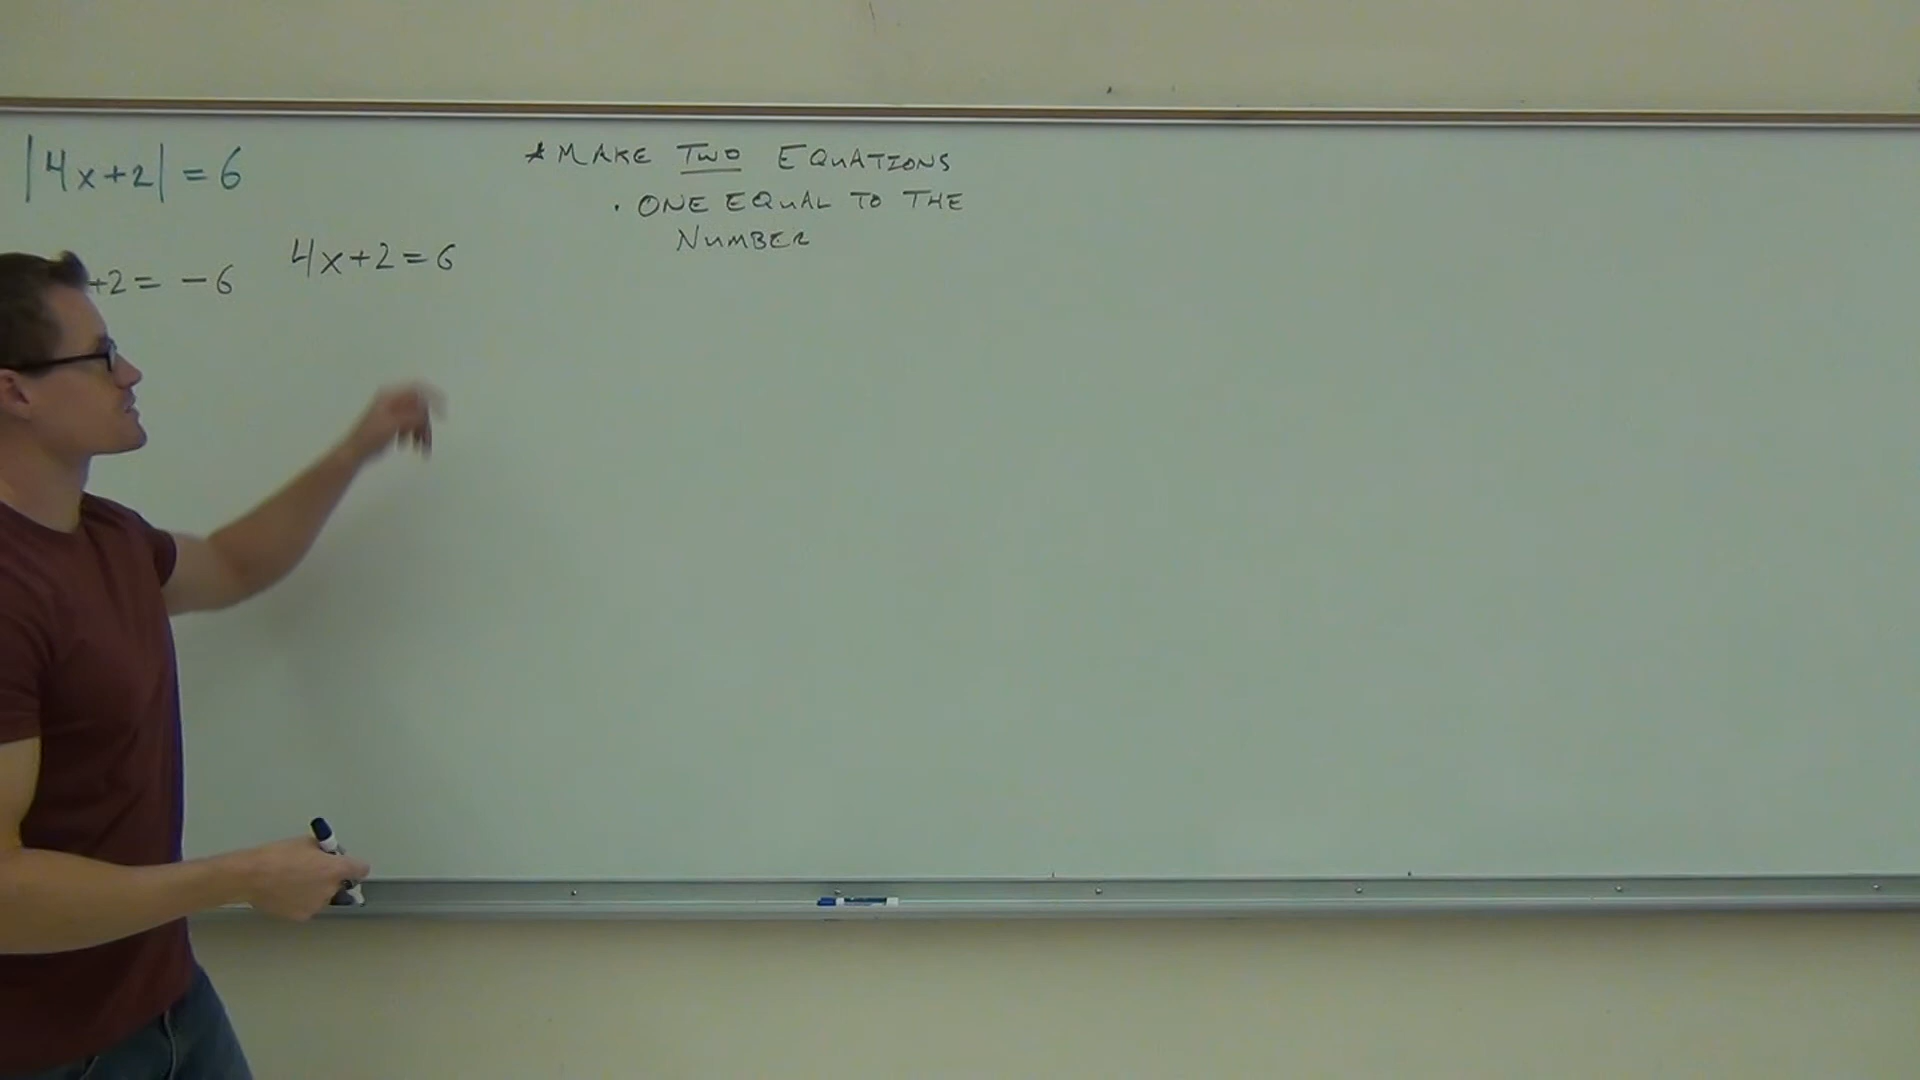 |4x+2| = 6
+2 = -6
4x+2=6
* MAKE TWO EQUATIONS
· ONE EQUAL TO THE
NUMBER